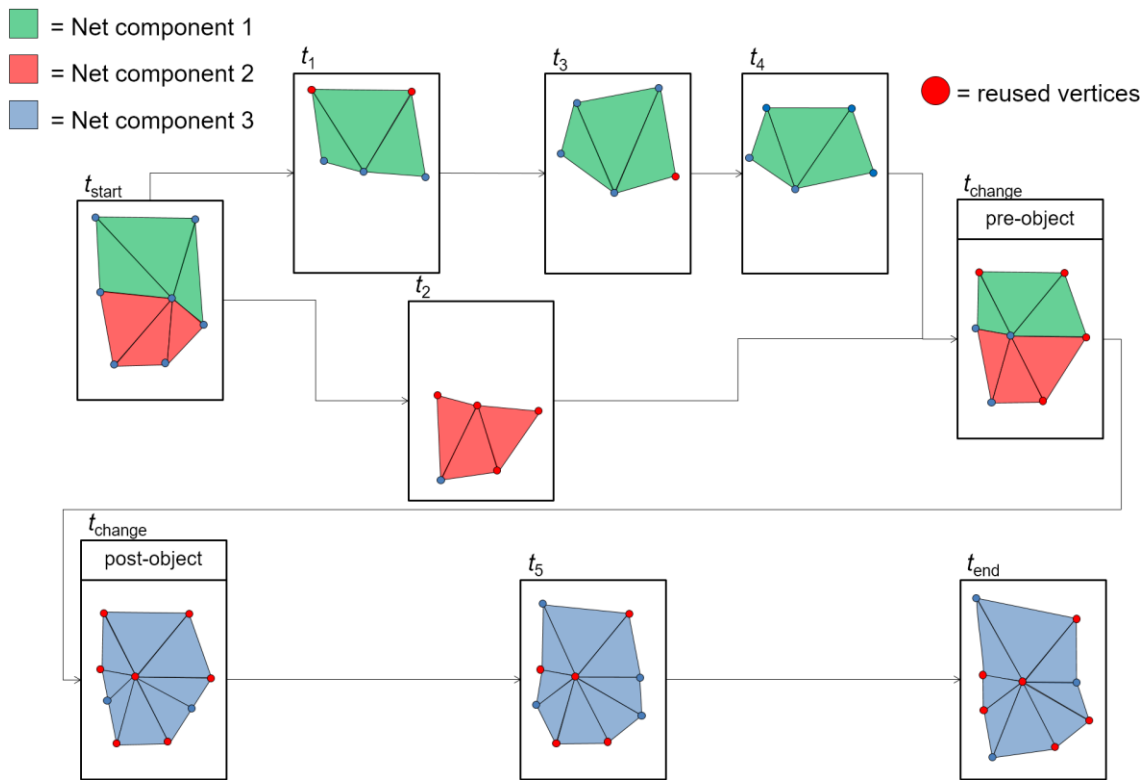 = Net component 1
= Net component 2
= Net component 3
t1
t3
t4
= reused vertices
tstart
tchange
pre-object
t2
tchange
post-object
t5
tend